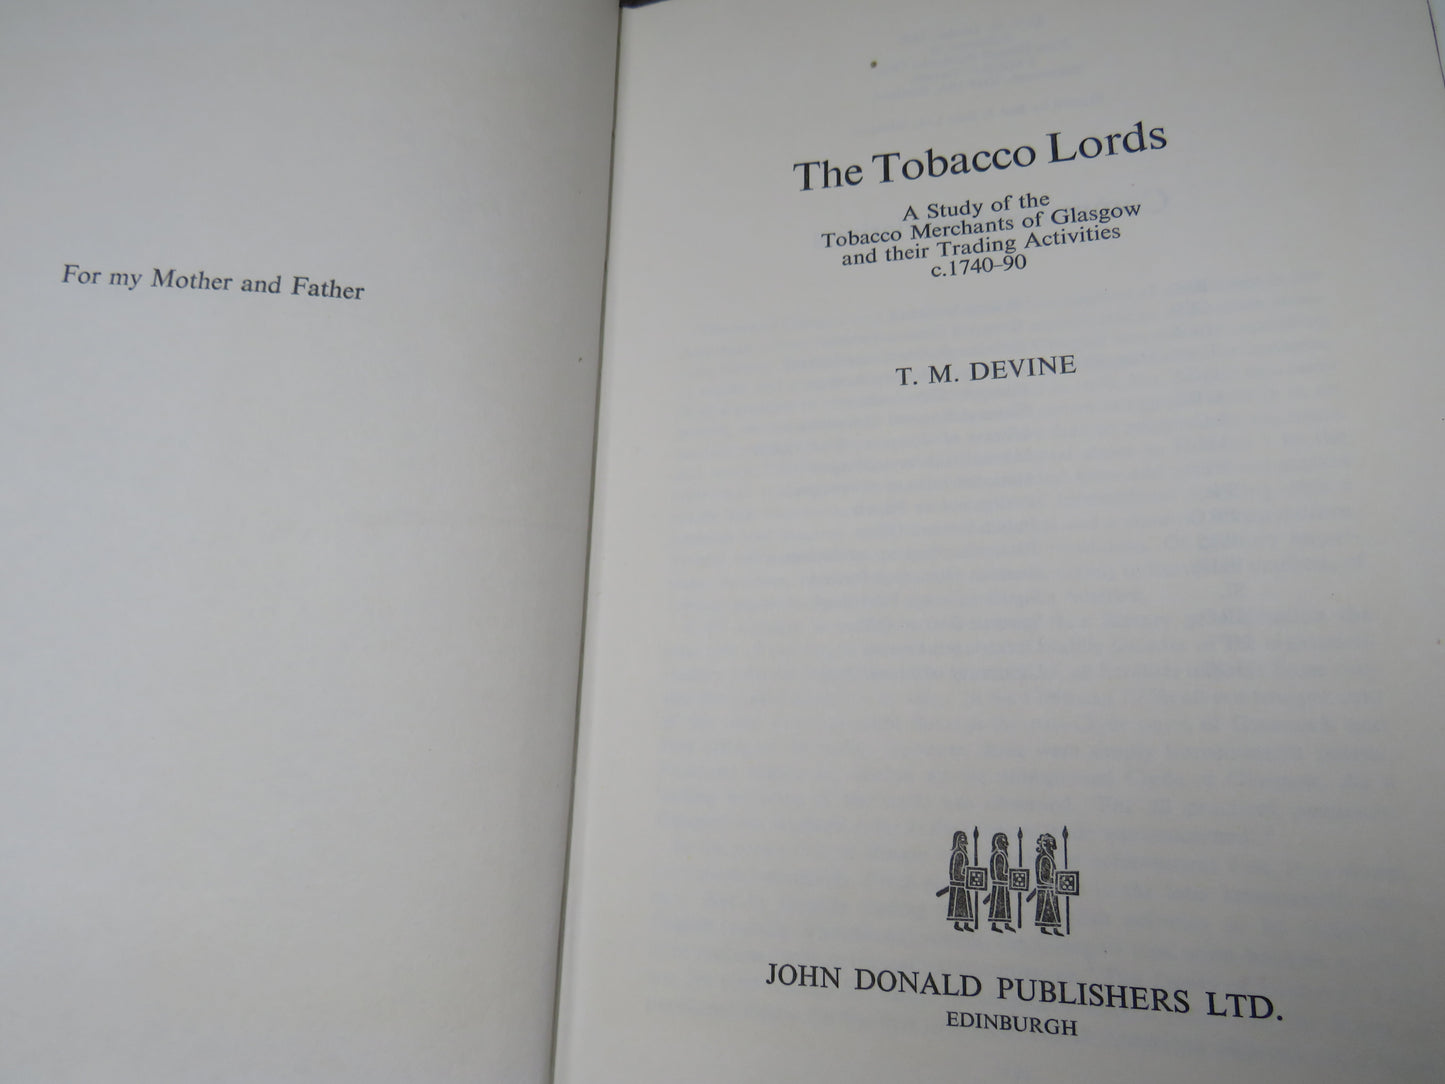 For my Mother and Father
The Tobacco Lords
A Study of the
Tobacco Merchants of Glasgow
and their Trading Activities
c.1740–90
T. M. DEVINE
JOHN DONALD PUBLISHERS LTD.
EDINBURGH